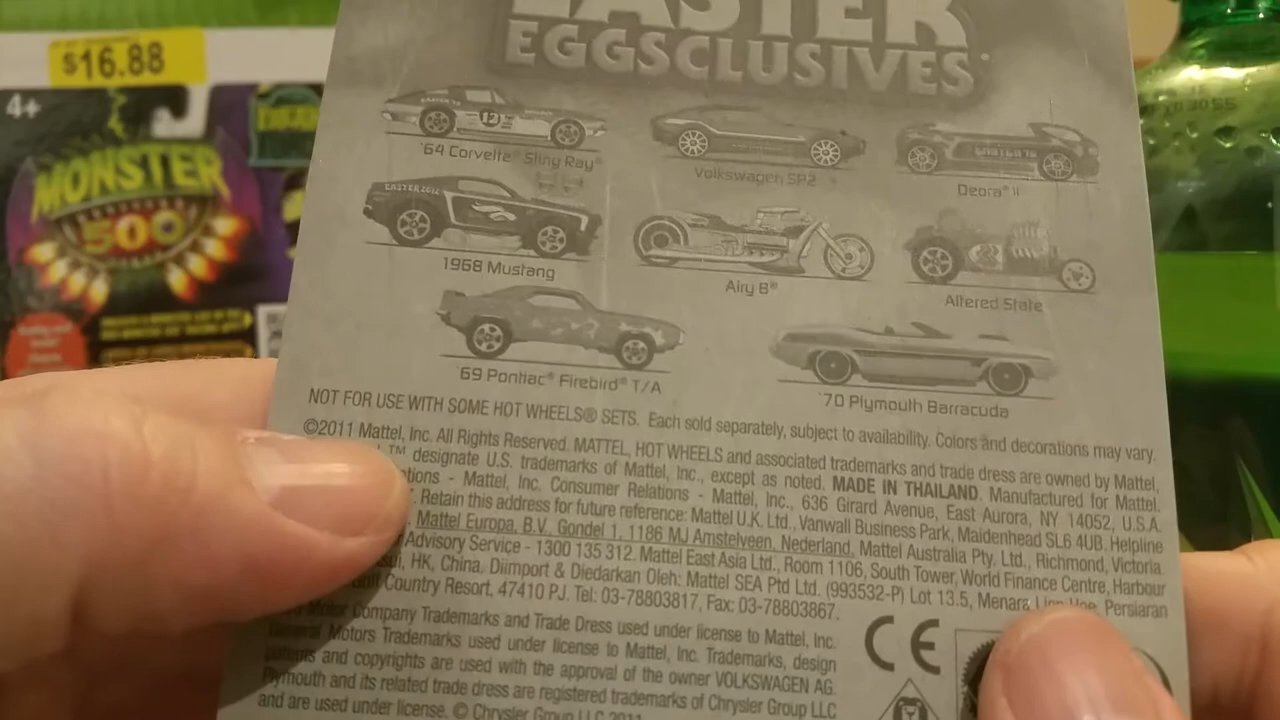 EASTER
EGGSCLUSIVES
$16.88
4+
MONSTER
500
'64 Corvette® Sting Ray®
Volkswagen SP2
Deora® II
EASTER 2012
1968 Mustang
Airy 8®
Altered State
'69 Pontiac® Firebird® T/A
'70 Plymouth Barracuda
NOT FOR USE WITH SOME HOT WHEELS® SETS. Each sold separately, subject to availability. Colors and decorations may vary.
©2011 Mattel, Inc. All Rights Reserved. MATTEL, HOT WHEELS and associated trademarks and trade dress are owned by Mattel,
™ designate U.S. trademarks of Mattel, Inc., except as noted. MADE IN THAILAND. Manufactured for Mattel.
- Mattel, Inc. Consumer Relations - Mattel, Inc., 636 Girard Avenue, East Aurora, NY 14052, U.S.A.
. Retain this address for future reference: Mattel U.K. Ltd., Vanwall Business Park, Maidenhead SL6 4UB. Helpline
. Mattel Europa, B.V. Gondel 1, 1186 MJ Amstelveen, Nederland. Mattel Australia Pty. Ltd., Richmond, Victoria.
Advisory Service - 1300 135 312. Mattel East Asia Ltd., Room 1106, South Tower, World Finance Centre, Harbour
HK, China. Diimport & Diedarkan Oleh: Mattel SEA Ptd Ltd. (993532-P) Lot 13.5, Menara Lion Persiaran
Country Resort, 47410 PJ. Tel: 03-78803817, Fax: 03-78803867.
Motor Company Trademarks and Trade Dress used under license to Mattel, Inc.
General Motors Trademarks used under license to Mattel, Inc. Trademarks, design
patents and copyrights are used with the approval of the owner VOLKSWAGEN AG.
Plymouth and its related trade dress are registered trademarks of Chrysler Group LLC
and are used under license. © Chrysler Group LLC 2011
CE